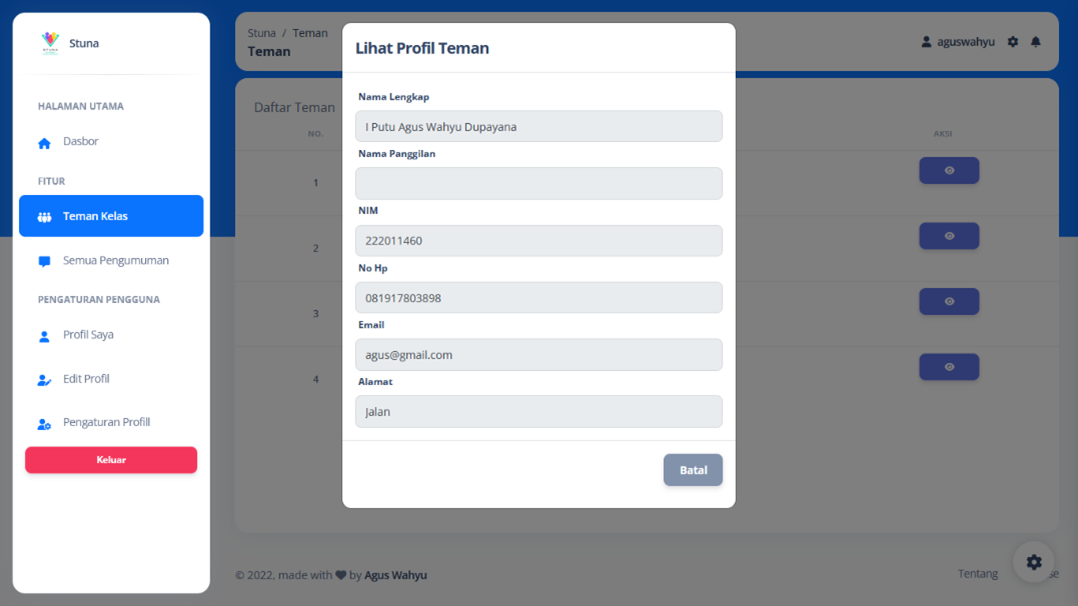 Stuna
HALAMAN UTAMA
Dasbor
FITUR
Teman Kelas
Semua Pengumuman
PENGATURAN PENGGUNA
Profil Saya
Edit Profil
Pengaturan Profill
Keluar
Stuna / Teman
Teman
aguswahyu
Daftar Teman
NO.
AKSI
1
2
3
4
Lihat Profil Teman
Nama Lengkap
I Putu Agus Wahyu Dupayana
Nama Panggilan
NIM
222011460
No Hp
081917803898
Email
agus@gmail.com
Alamat
Jalan
Batal
© 2022, made with by Agus Wahyu
Tentang